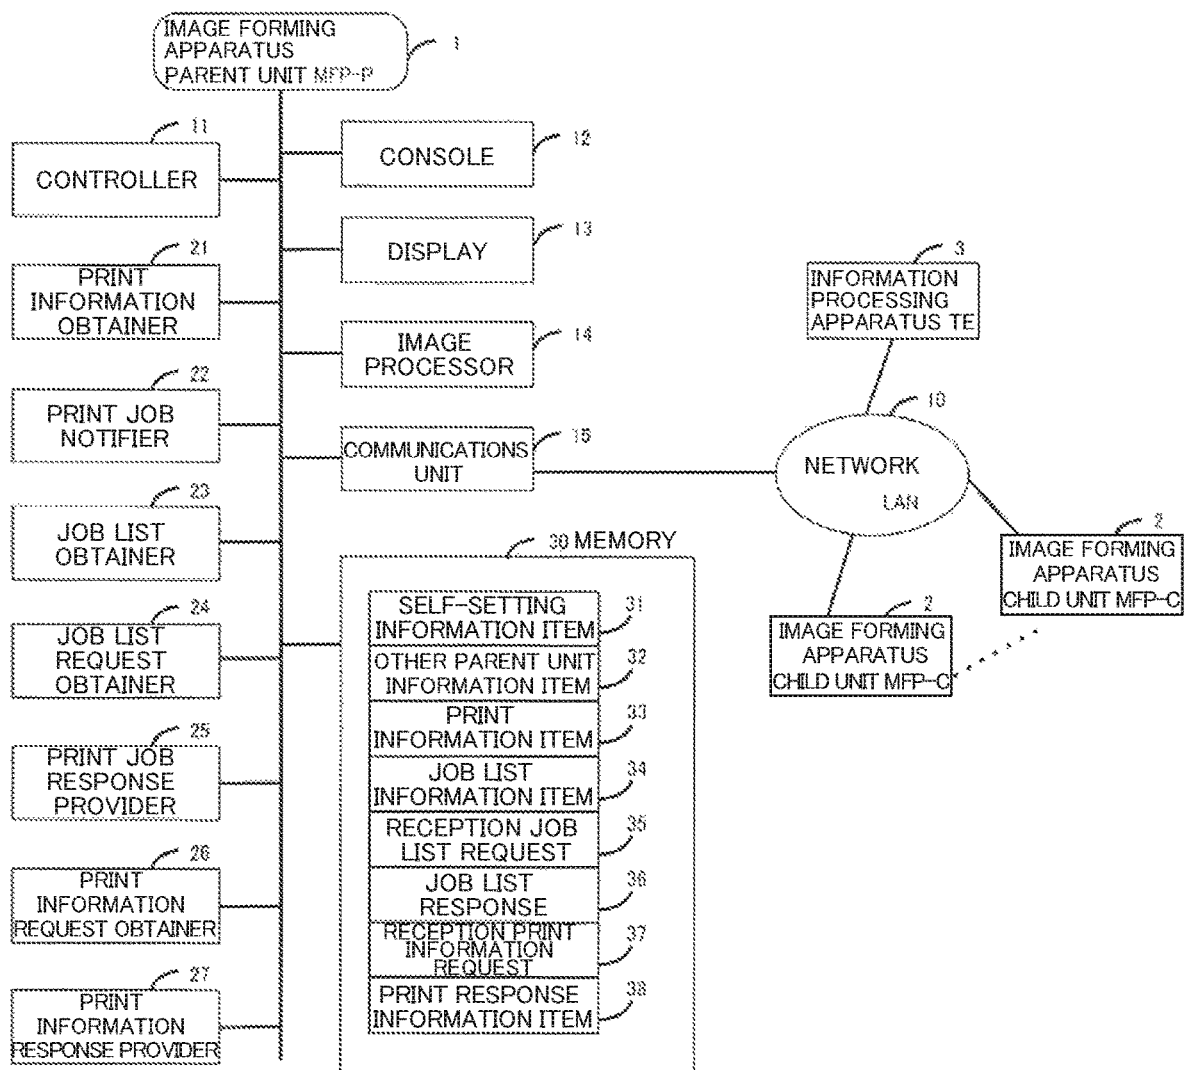 IMAGE FORMING
APPARATUS
PARENT UNIT MFP-P
1
11
CONTROLLER
21
PRINT
INFORMATION
OBTAINER
22
PRINT JOB
NOTIFIER
23
JOB LIST
OBTAINER
24
JOB LIST
REQUEST
OBTAINER
25
PRINT JOB
RESPONSE
PROVIDER
26
PRINT
INFORMATION
REQUEST OBTAINER
27
PRINT
INFORMATION
RESPONSE PROVIDER
12
CONSOLE
13
DISPLAY
14
IMAGE
PROCESSOR
15
COMMUNICATIONS
UNIT
30 MEMORY
31
SELF-SETTING
INFORMATION ITEM
32
OTHER PARENT UNIT
INFORMATION ITEM
33
PRINT
INFORMATION ITEM
34
JOB LIST
INFORMATION ITEM
35
RECEPTION JOB
LIST REQUEST
36
JOB LIST
RESPONSE
37
RECEPTION PRINT
INFORMATION
REQUEST
38
PRINT RESPONSE
INFORMATION ITEM
3
INFORMATION
PROCESSING
APPARATUS TE
10
NETWORK
LAN
2
IMAGE FORMING
APPARATUS
CHILD UNIT MFP-C
2
IMAGE FORMING
APPARATUS
CHILD UNIT MFP-C